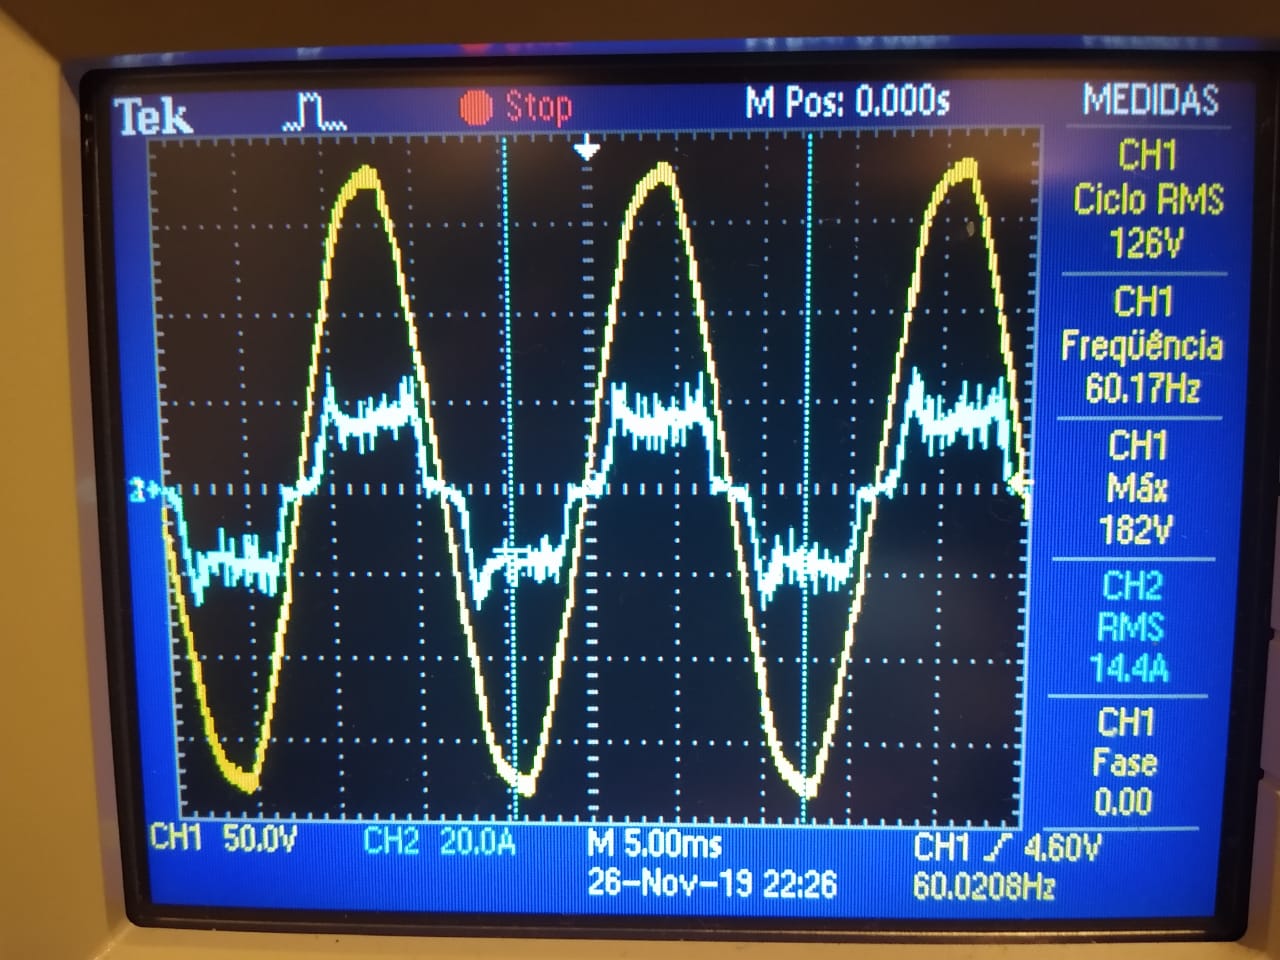 Tek
Stop
M Pos: 0.000s
MEDIDAS
CH1
Ciclo RMS
126V
CH1
Freqüência
60.17Hz
CH1
Máx
182V
CH2
RMS
14.4A
CH1
Fase
0.00
CH1 50.0V
CH2 20.0A
M 5.00ms
CH1 4.60V
26-Nov-19 22:26
60.0208Hz